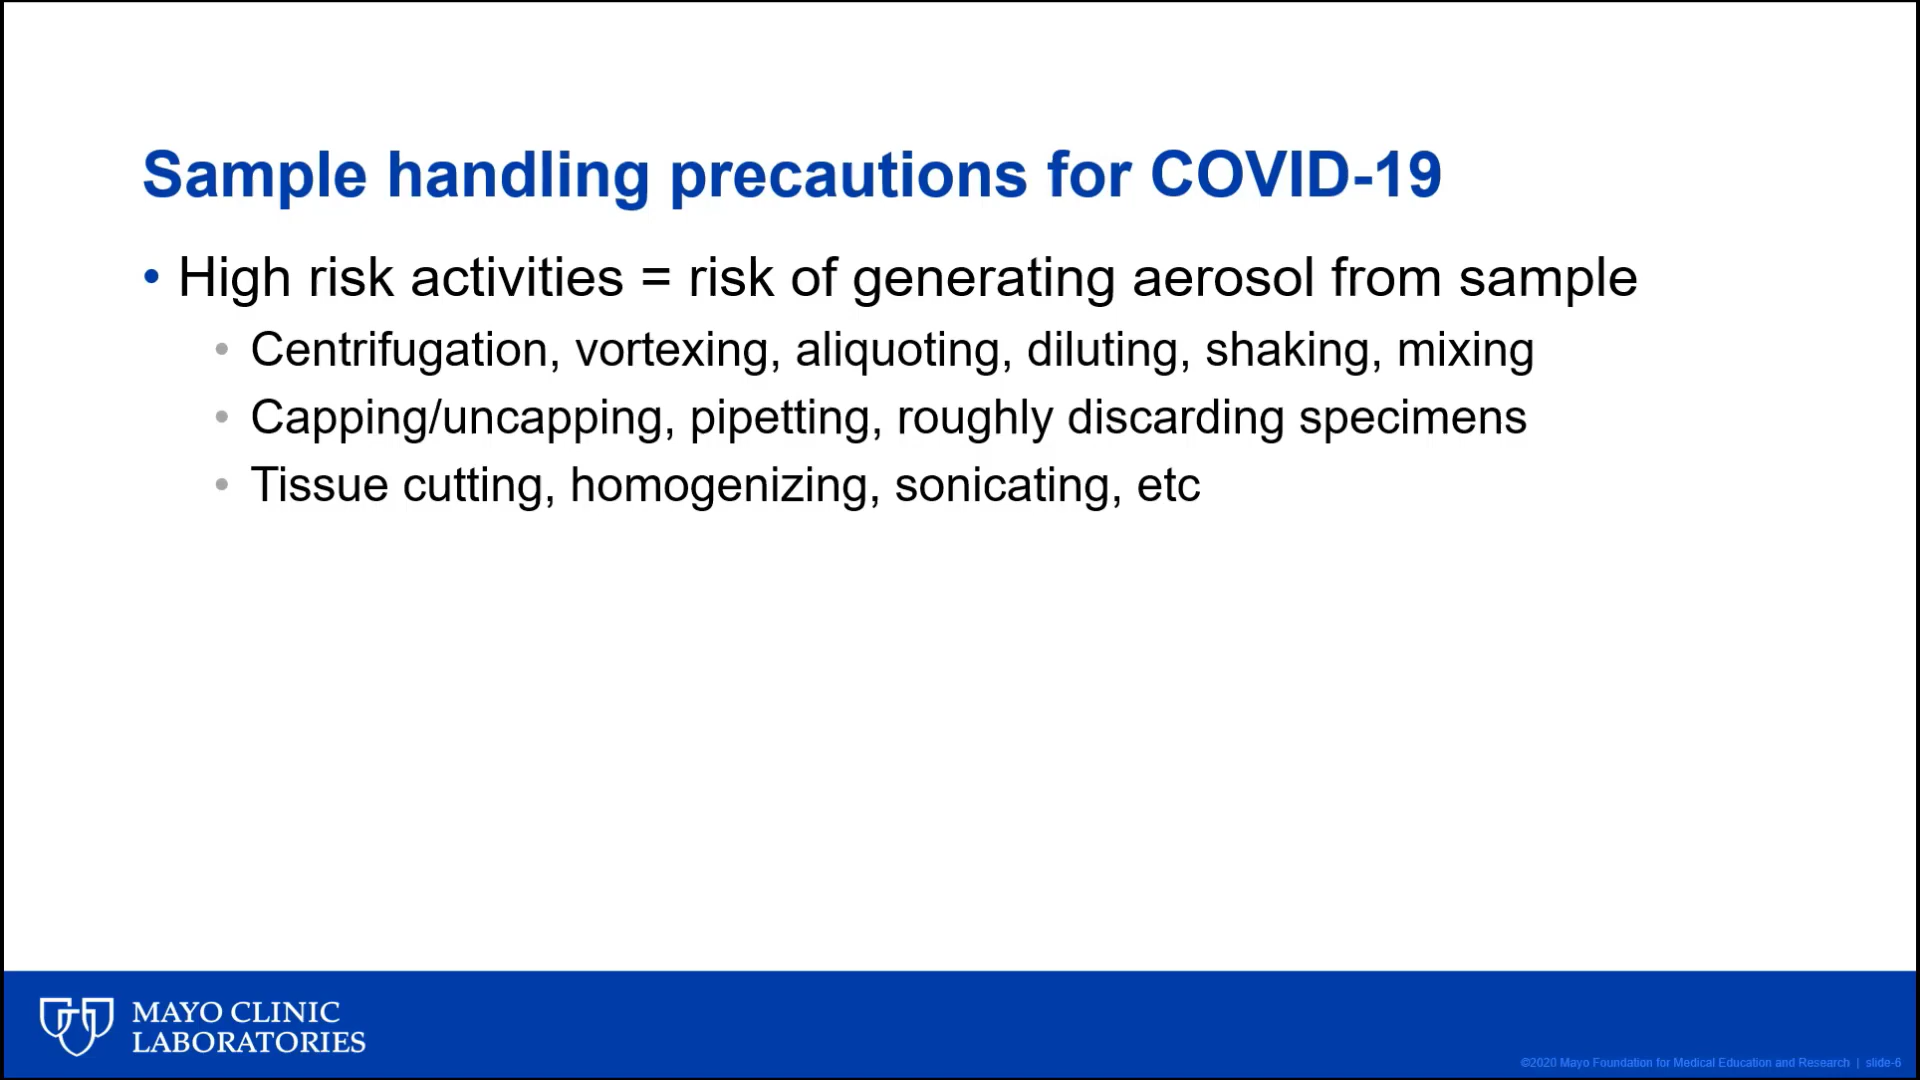 Sample handling precautions for COVID-19
• High risk activities = risk of generating aerosol from sample
• Centrifugation, vortexing, aliquoting, diluting, shaking, mixing
• Capping/uncapping, pipetting, roughly discarding specimens
• Tissue cutting, homogenizing, sonicating, etc
MAYO CLINIC
LABORATORIES
©2020 Mayo Foundation for Medical Education and Research | slide-6